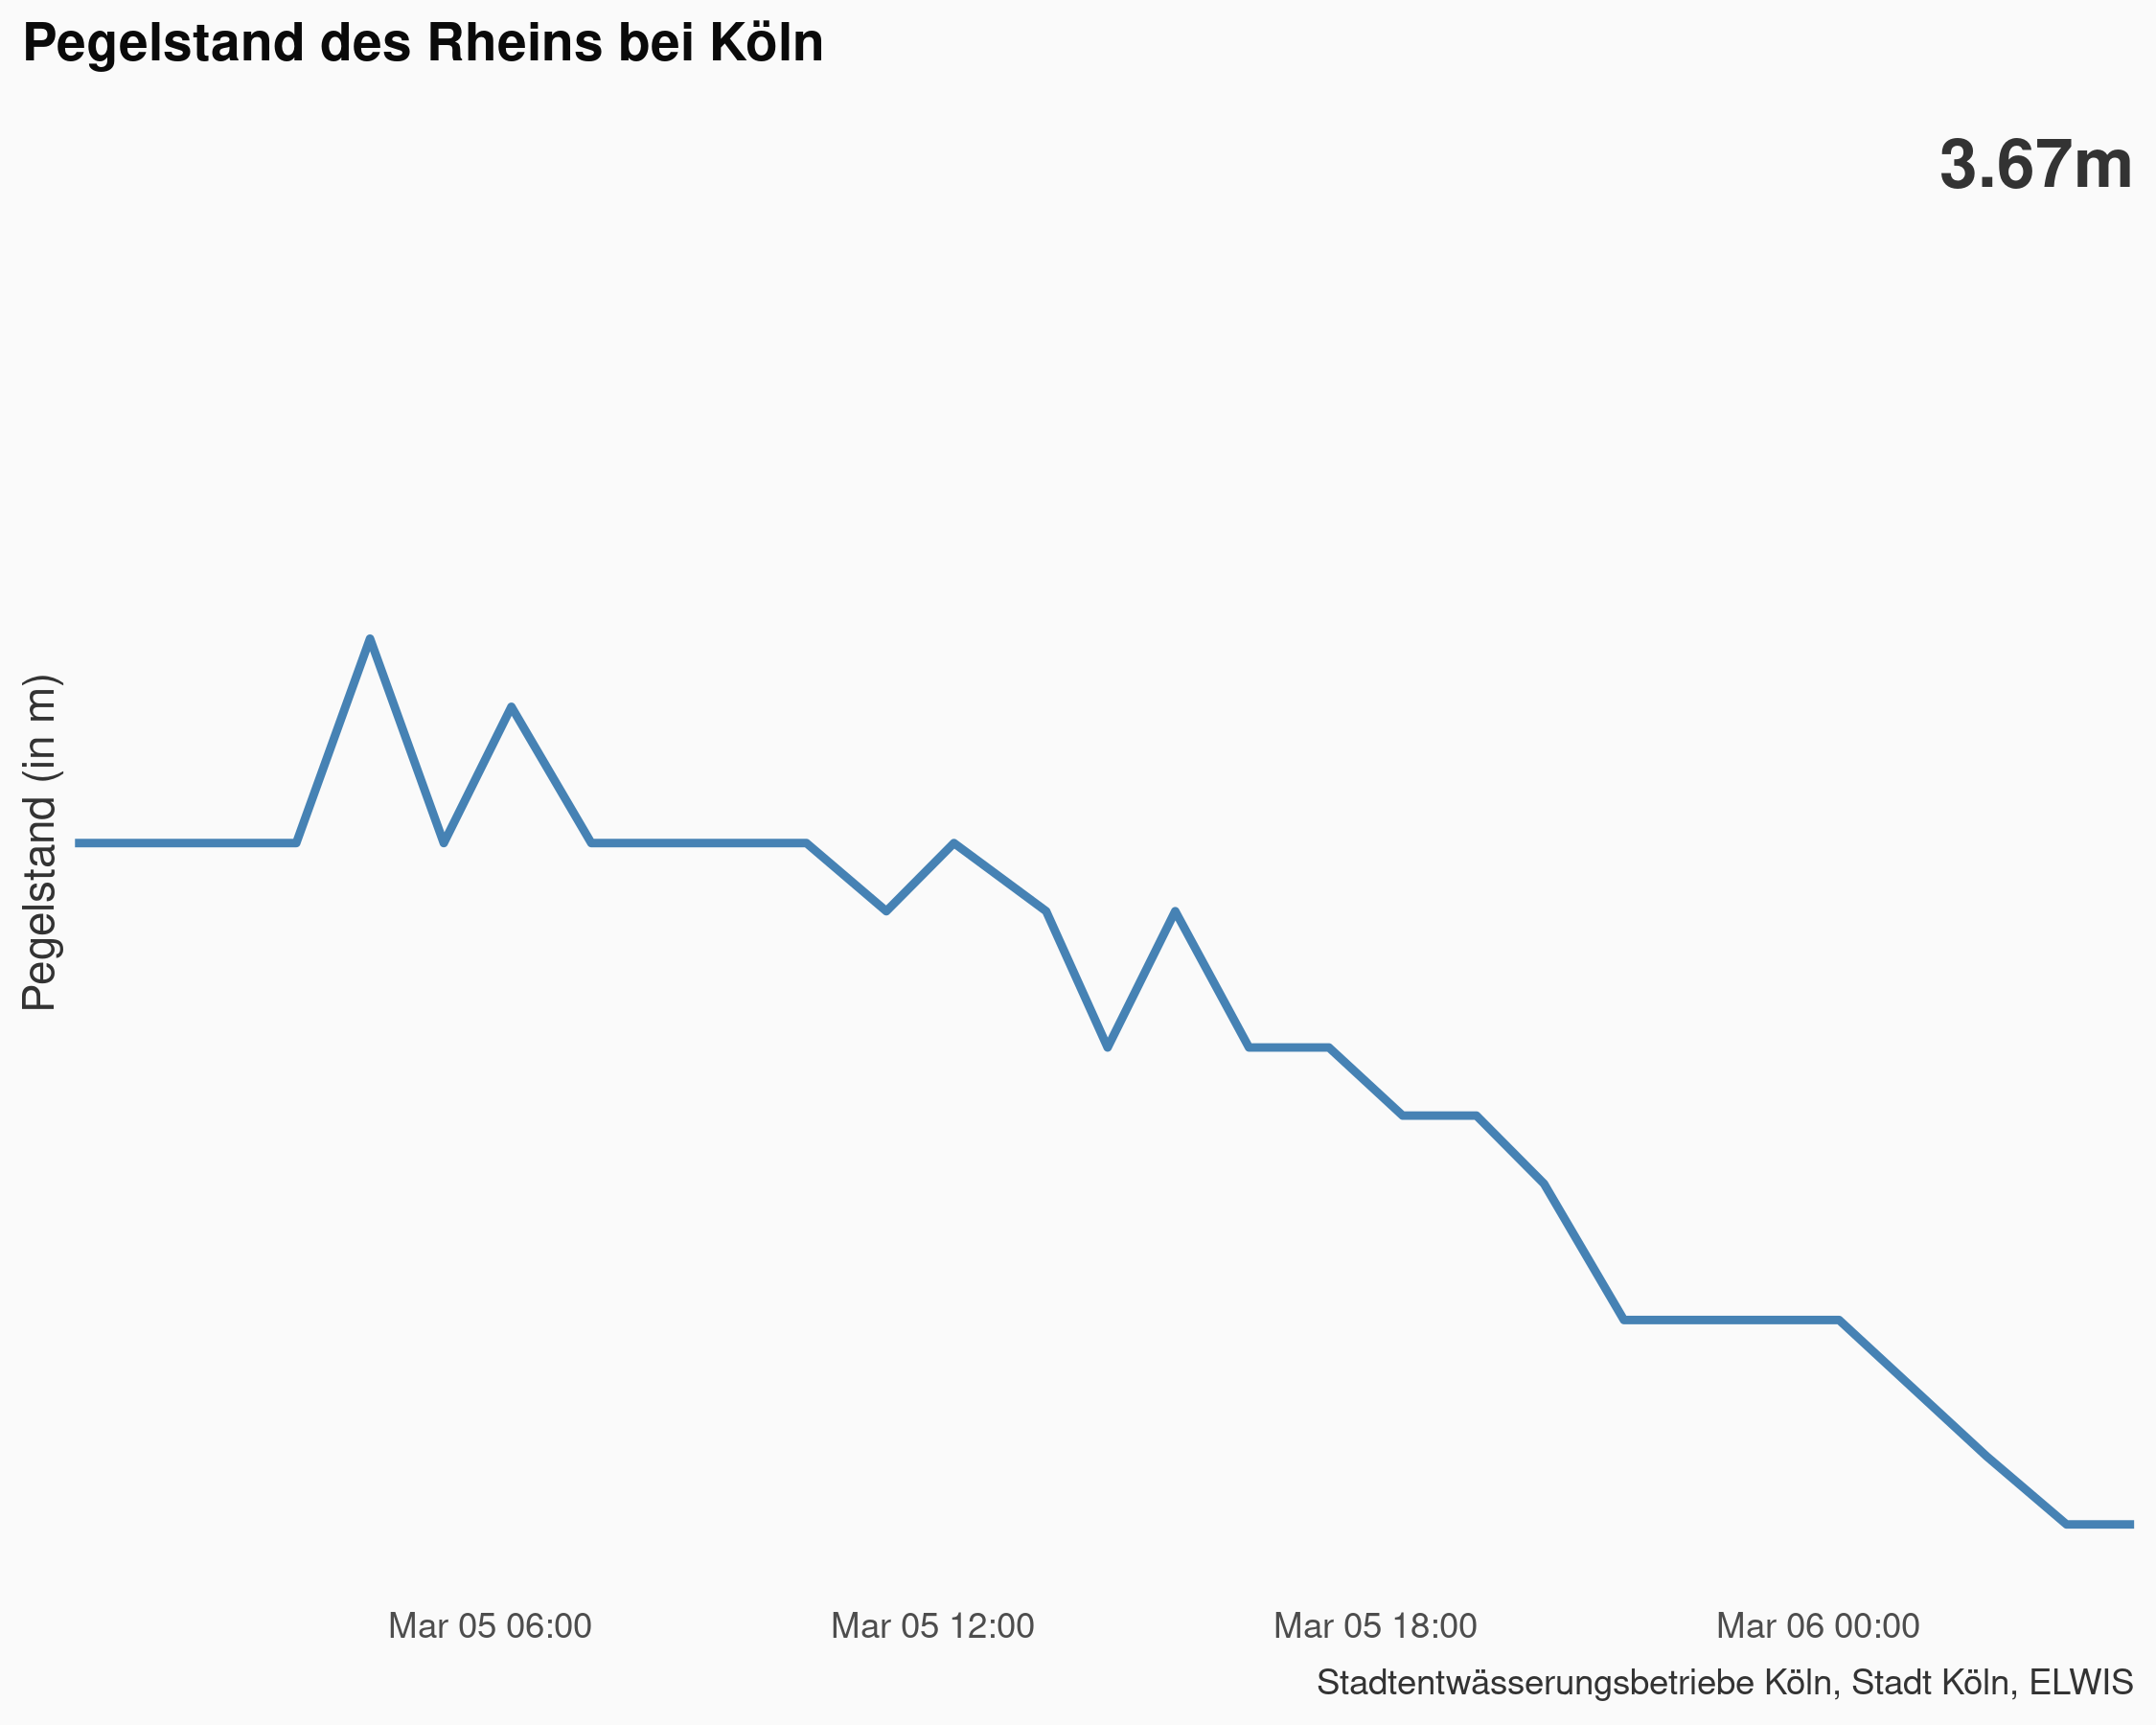 Pegelstand des Rheins bei Köln
3.67m
Pegelstand (in m)
Mar 05 06:00
Mar 05 12:00
Mar 05 18:00
Mar 06 00:00
Stadtentwässerungsbetriebe Köln, Stadt Köln, ELWIS